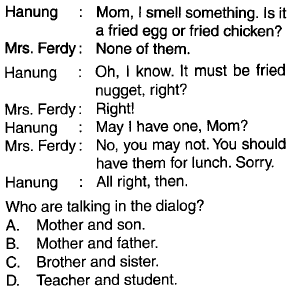 Hanung : Mom, I smell something. Is it
a fried egg or fried chicken?
Mrs. Ferdy : None of them.
Hanung : Oh, I know. It must be fried
nugget, right?
Mrs. Ferdy : Right!
Hanung : May I have one, Mom?
Mrs. Ferdy : No, you may not. You should
have them for lunch. Sorry.
Hanung : All right, then.
Who are talking in the dialog?
A. Mother and son.
B. Mother and father.
C. Brother and sister.
D. Teacher and student.